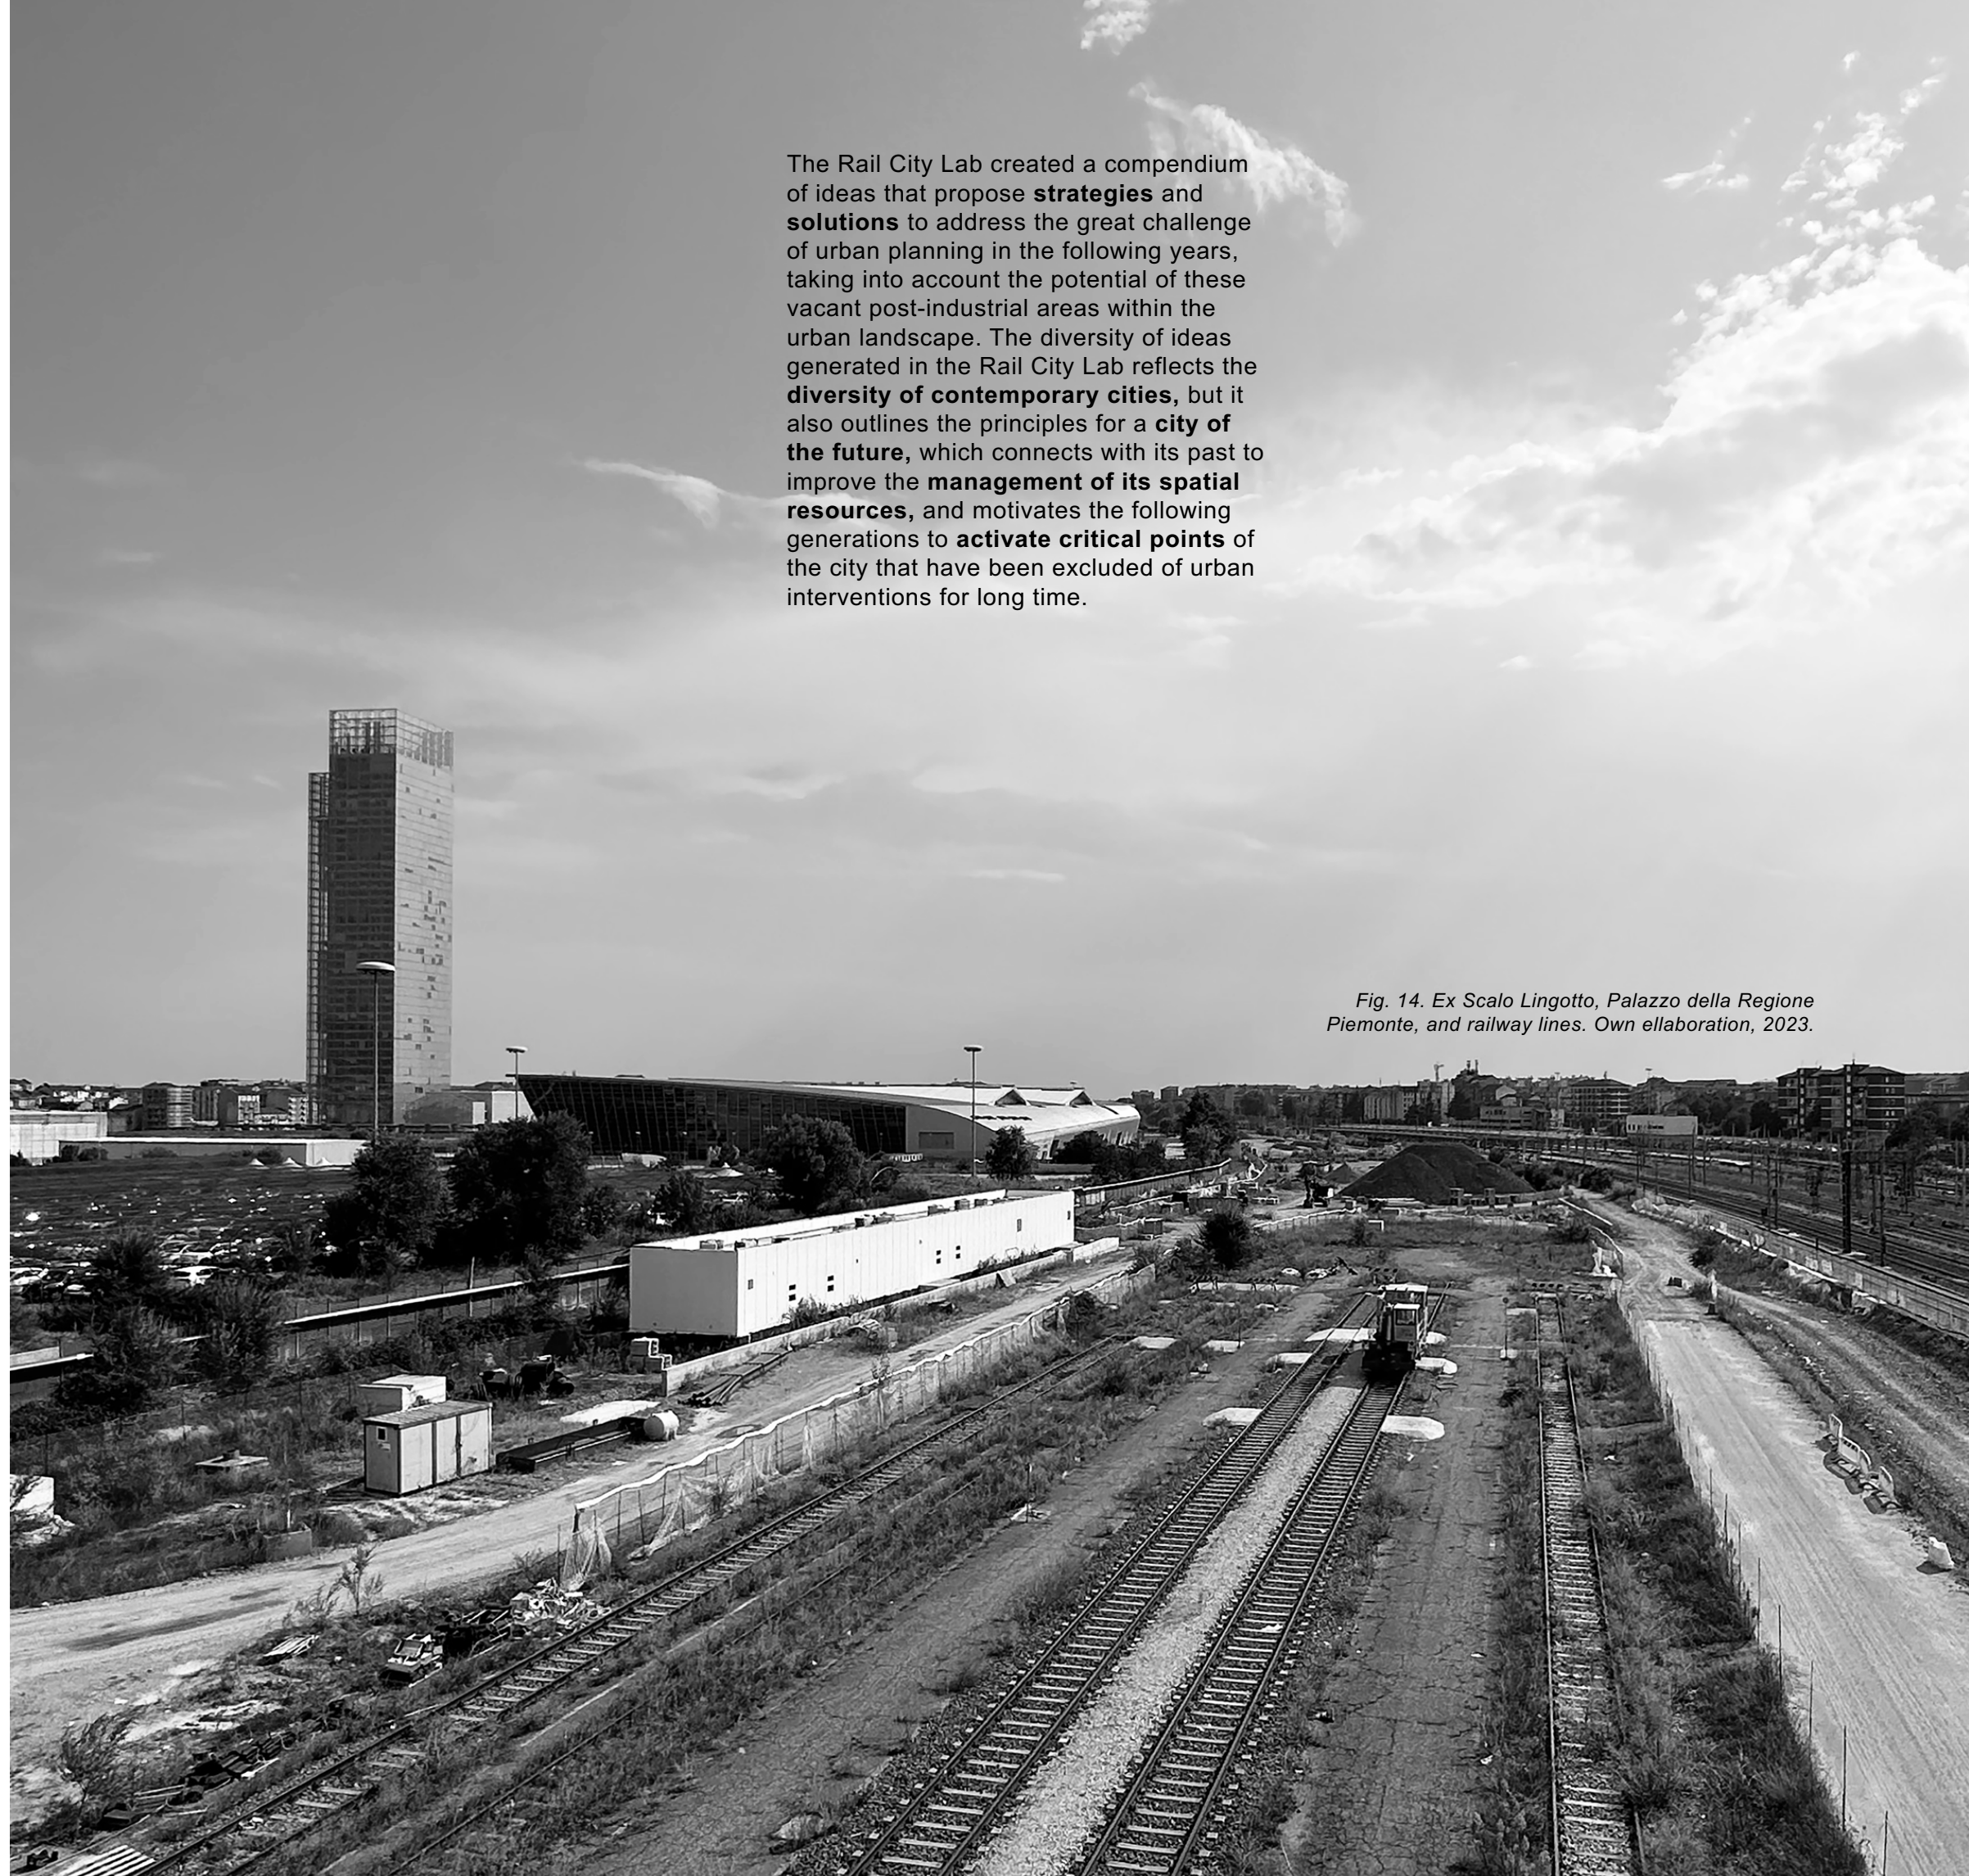 The Rail City Lab created a compendium
of ideas that propose strategies and
solutions to address the great challenge
of urban planning in the following years,
taking into account the potential of these
vacant post-industrial areas within the
urban landscape. The diversity of ideas
generated in the Rail City Lab reflects the
diversity of contemporary cities, but it
also outlines the principles for a city of
the future, which connects with its past to
improve the management of its spatial
resources, and motivates the following
generations to activate critical points of
the city that have been excluded of urban
interventions for long time.
Fig. 14. Ex Scalo Lingotto, Palazzo della Regione
Piemonte, and railway lines. Own ellaboration, 2023.